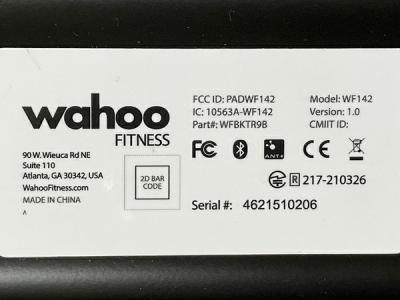 wahoo
FITNESS
90 W. Wieuca Rd NE
Suite 110
Atlanta, GA 30342, USA
WahooFitness.com
MADE IN CHINA
^
2D BAR
CODE
FCC ID: PADWF142
IC: 10563A-WF142
Part#: WFBKTR9B
Model: WF142
Version: 1.0
CMIIT ID:
FC
ANT+
CE
R 217-210326
Serial #: 4621510206